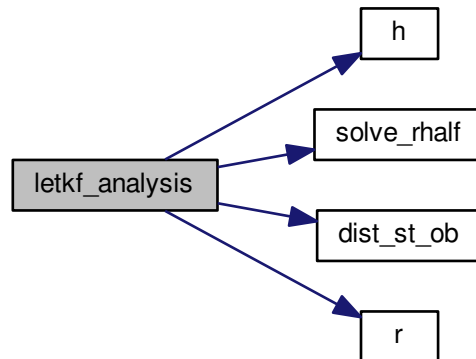 h
solve_rhalf
letkf_analysis
dist_st_ob
r